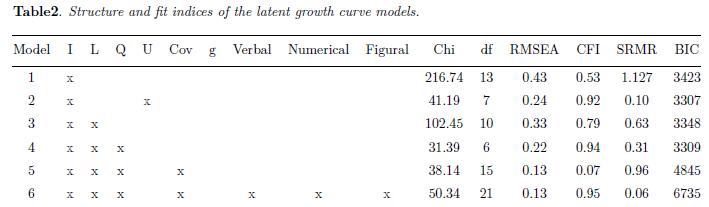 Table2. Structure and fit indices of the latent growth curve models.
Model I L Q U Cov g Verbal Numerical Figural Chi df RMSEA CFI SRMR BIC
1 x 216.74 13 0.43 0.53 1.127 3423
2 x x 41.19 7 0.24 0.92 0.10 3307
3 x x 102.45 10 0.33 0.79 0.63 3348
4 x x x 31.39 6 0.22 0.94 0.31 3309
5 x x x x 38.14 15 0.13 0.07 0.96 4845
6 x x x x x x x 50.34 21 0.13 0.95 0.06 6735